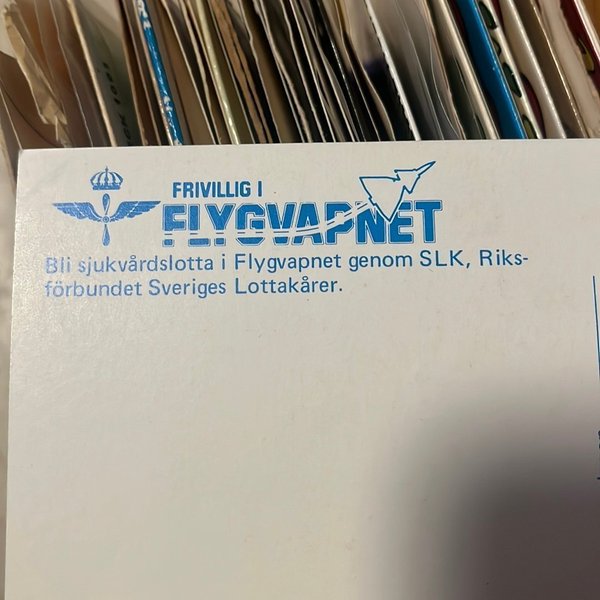 FRIVILLIG I
FLYGVAPNET
Bli sjukvårdslotta i Flygvapnet genom SLK, Riks-
förbundet Sveriges Lottakårer.